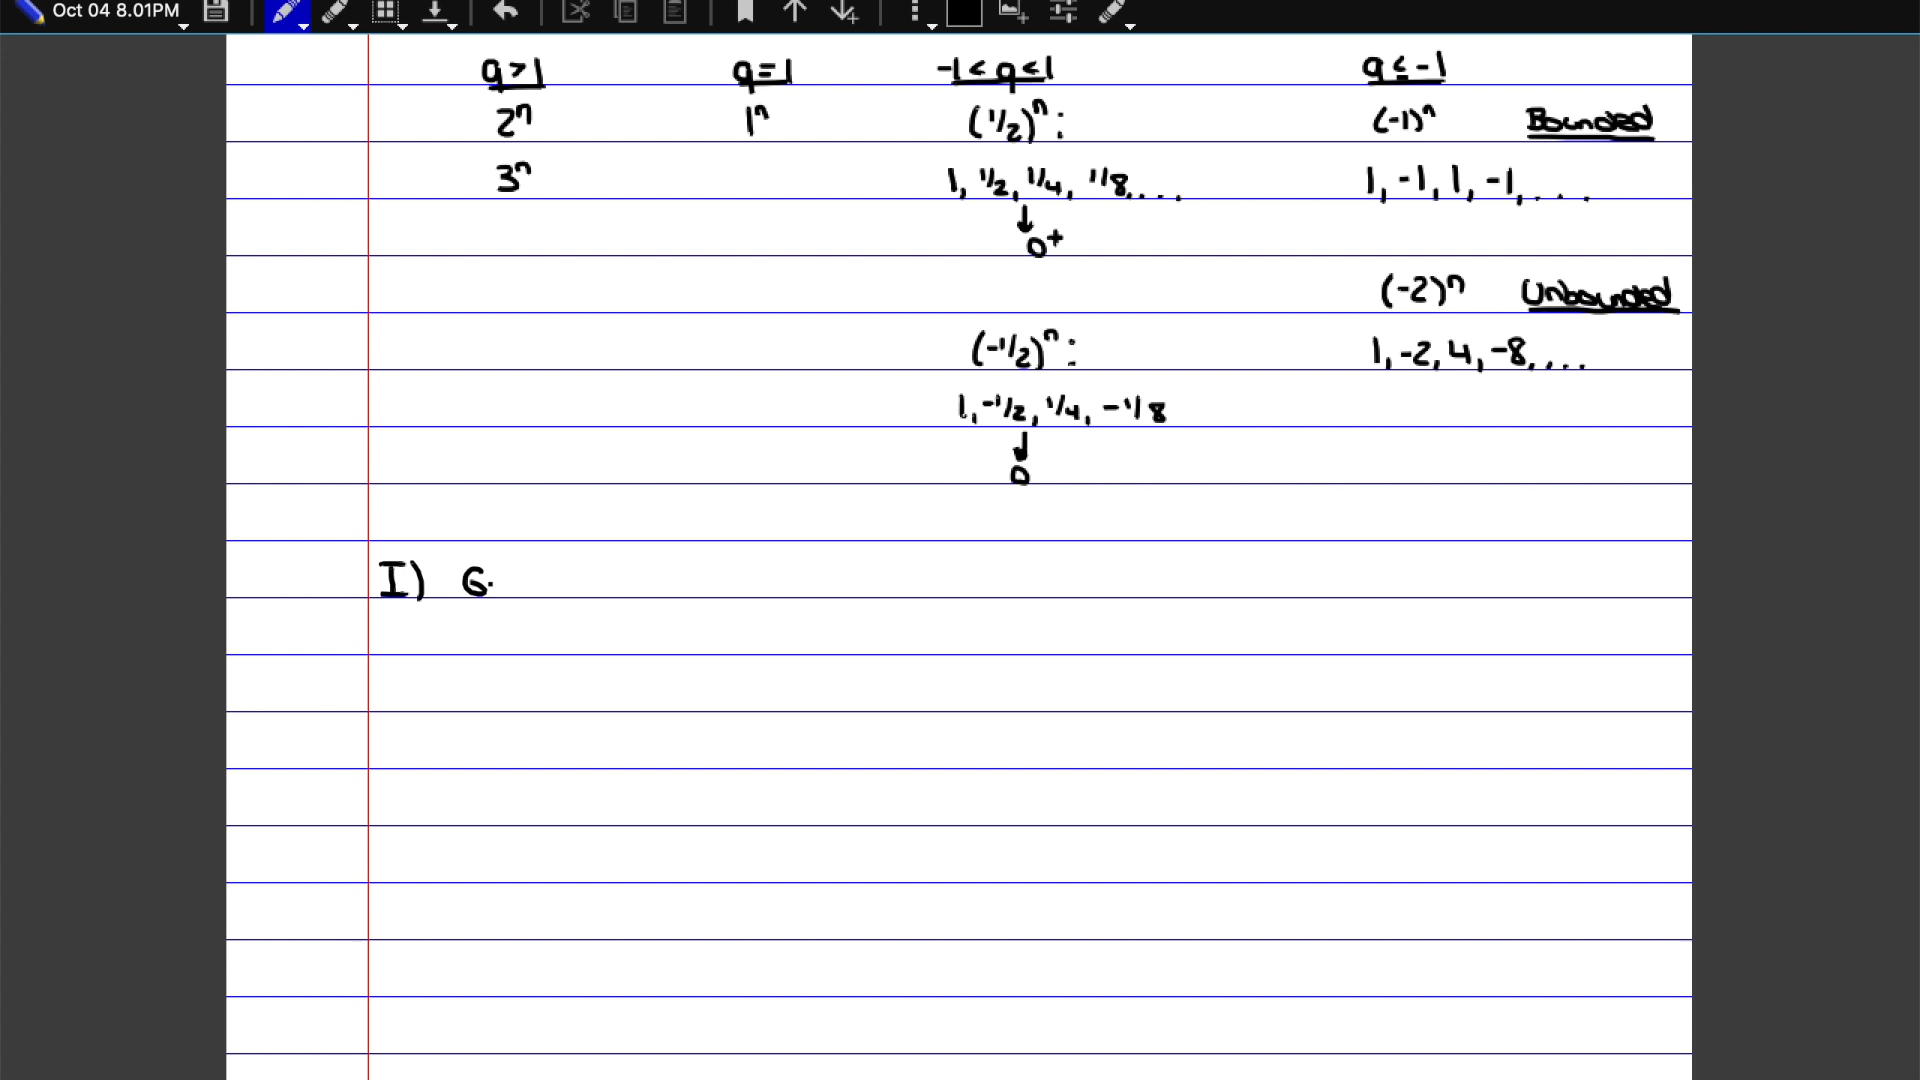 Oct 04 8.01PM
q > 1 q = 1 -1 < q < 1 q ≤ -1
2ⁿ 1ⁿ (1/2)ⁿ: (-1)ⁿ Bounded
3ⁿ 1, 1/2, 1/4, 1/8, ... 1, -1, 1, -1, ...
↓
0⁺
(-2)ⁿ Unbounded
(-1/2)ⁿ: 1, -2, 4, -8, ...
1, -1/2, 1/4, -1/8
↓
0
I) G.